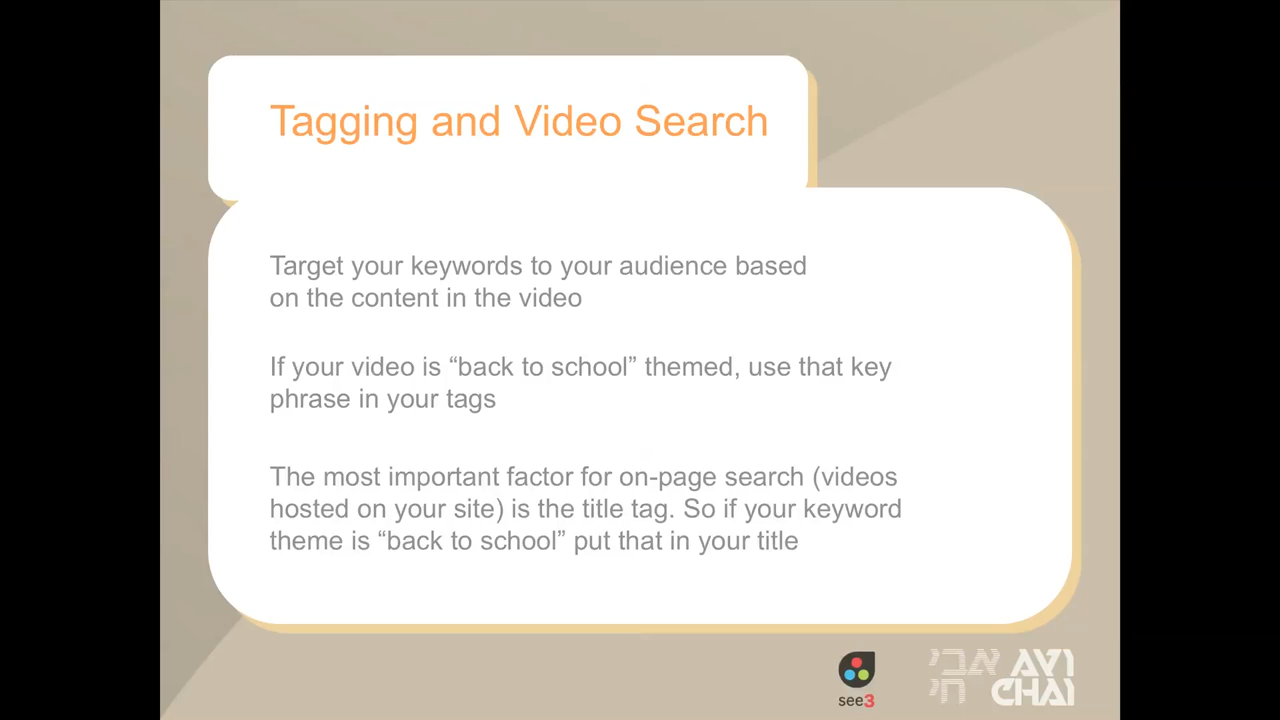 Tagging and Video Search
Target your keywords to your audience based
on the content in the video
If your video is “back to school” themed, use that key
phrase in your tags
The most important factor for on-page search (videos
hosted on your site) is the title tag. So if your keyword
theme is “back to school” put that in your title
see3
אבי AVI
חי CHAI